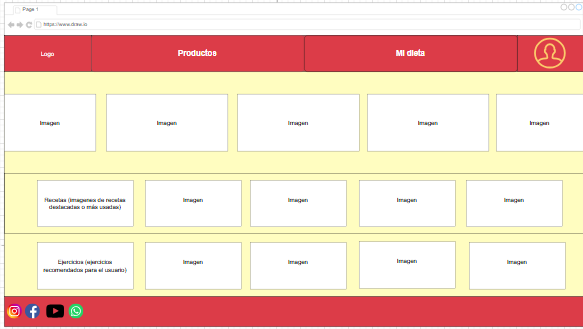 Page 1
https://www.draw.io
Logo
Productos
Mi dieta
Imagen
Imagen
Imagen
Imagen
Imagen
Recetas (imagenes de recetas
destacadas o más usadas)
Imagen
Imagen
Imagen
Imagen
Ejercicios (ejercicios
recomendados para el usuario)
Imagen
Imagen
Imagen
Imagen